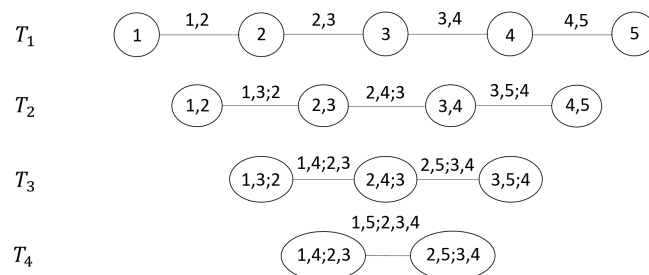 1,2 2,3 3,4 4,5
T₁ 1 2 3 4 5
1,3;2 2,4;3 3,5;4
T₂ 1,2 2,3 3,4 4,5
1,4;2,3 2,5;3,4
T₃ 1,3;2 2,4;3 3,5;4
1,5;2,3,4
T₄ 1,4;2,3 2,5;3,4